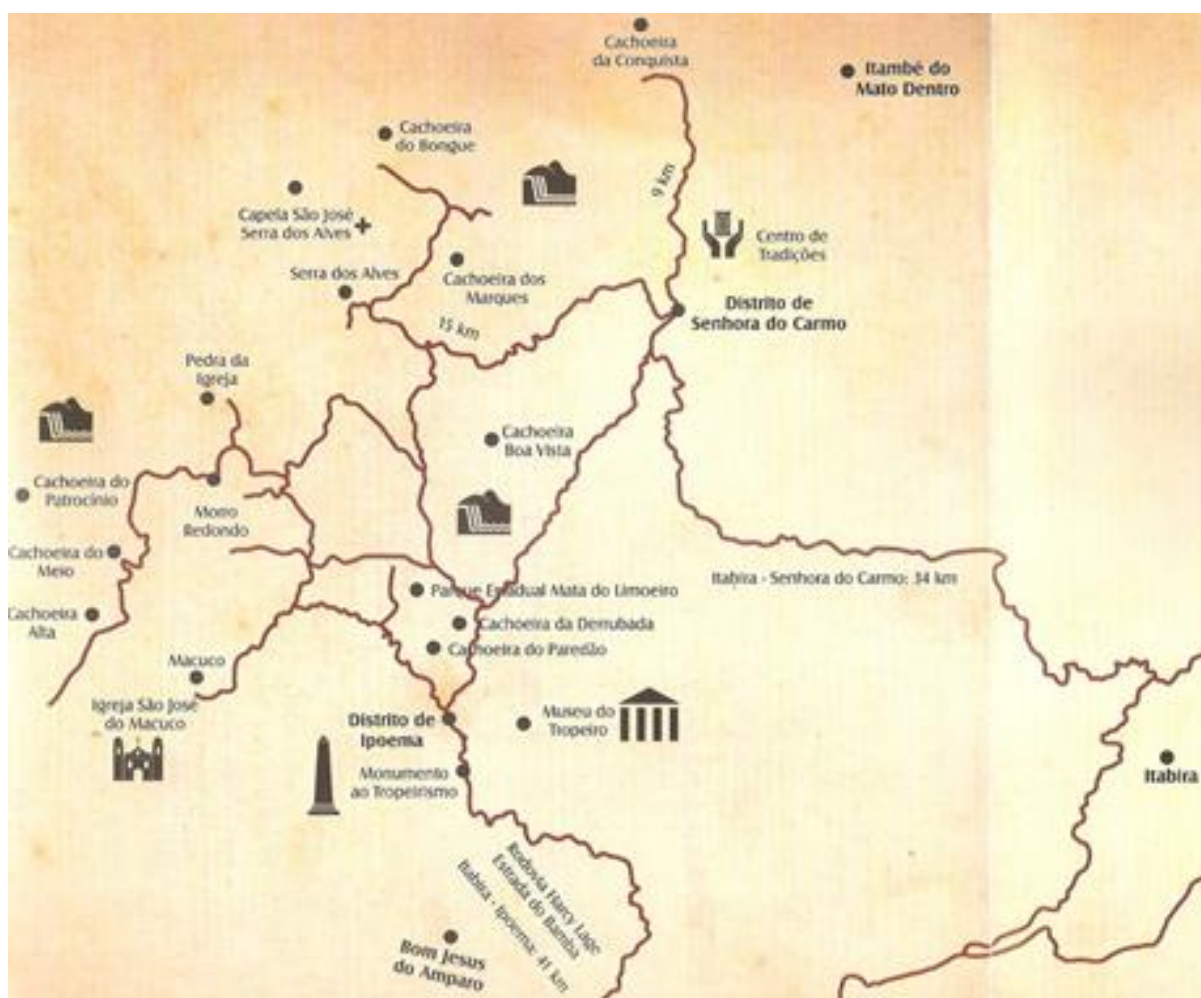 Cachoeira
da Conquista
Itambé do
Mato Dentro
Cachoeira
do Bongue
9 km
Capela São José
Serra dos Alves
Centro de
Tradições
Serra dos Alves
Cachoeira dos
Marques
Distrito de
Senhora do Carmo
15 km
Pedra da
Igreja
Cachoeira
Boa Vista
Cachoeira do
Patrocínio
Morro
Redondo
Cachoeira do
Meio
Itabira - Senhora do Carmo: 34 km
Parque Estadual Mata do Limoeiro
Cachoeira
Alta
Cachoeira da Derrubada
Cachoeira do Paredão
Macuco
Igreja São José
do Macuco
Distrito de
Ipoema
Museu do
Tropeiro
Monumento
ao Tropeirismo
Itabira
Rodovia Harcy Lage
Estrada do Bamba
Itabira - Ipoema: 41 km
Bom Jesus
do Amparo